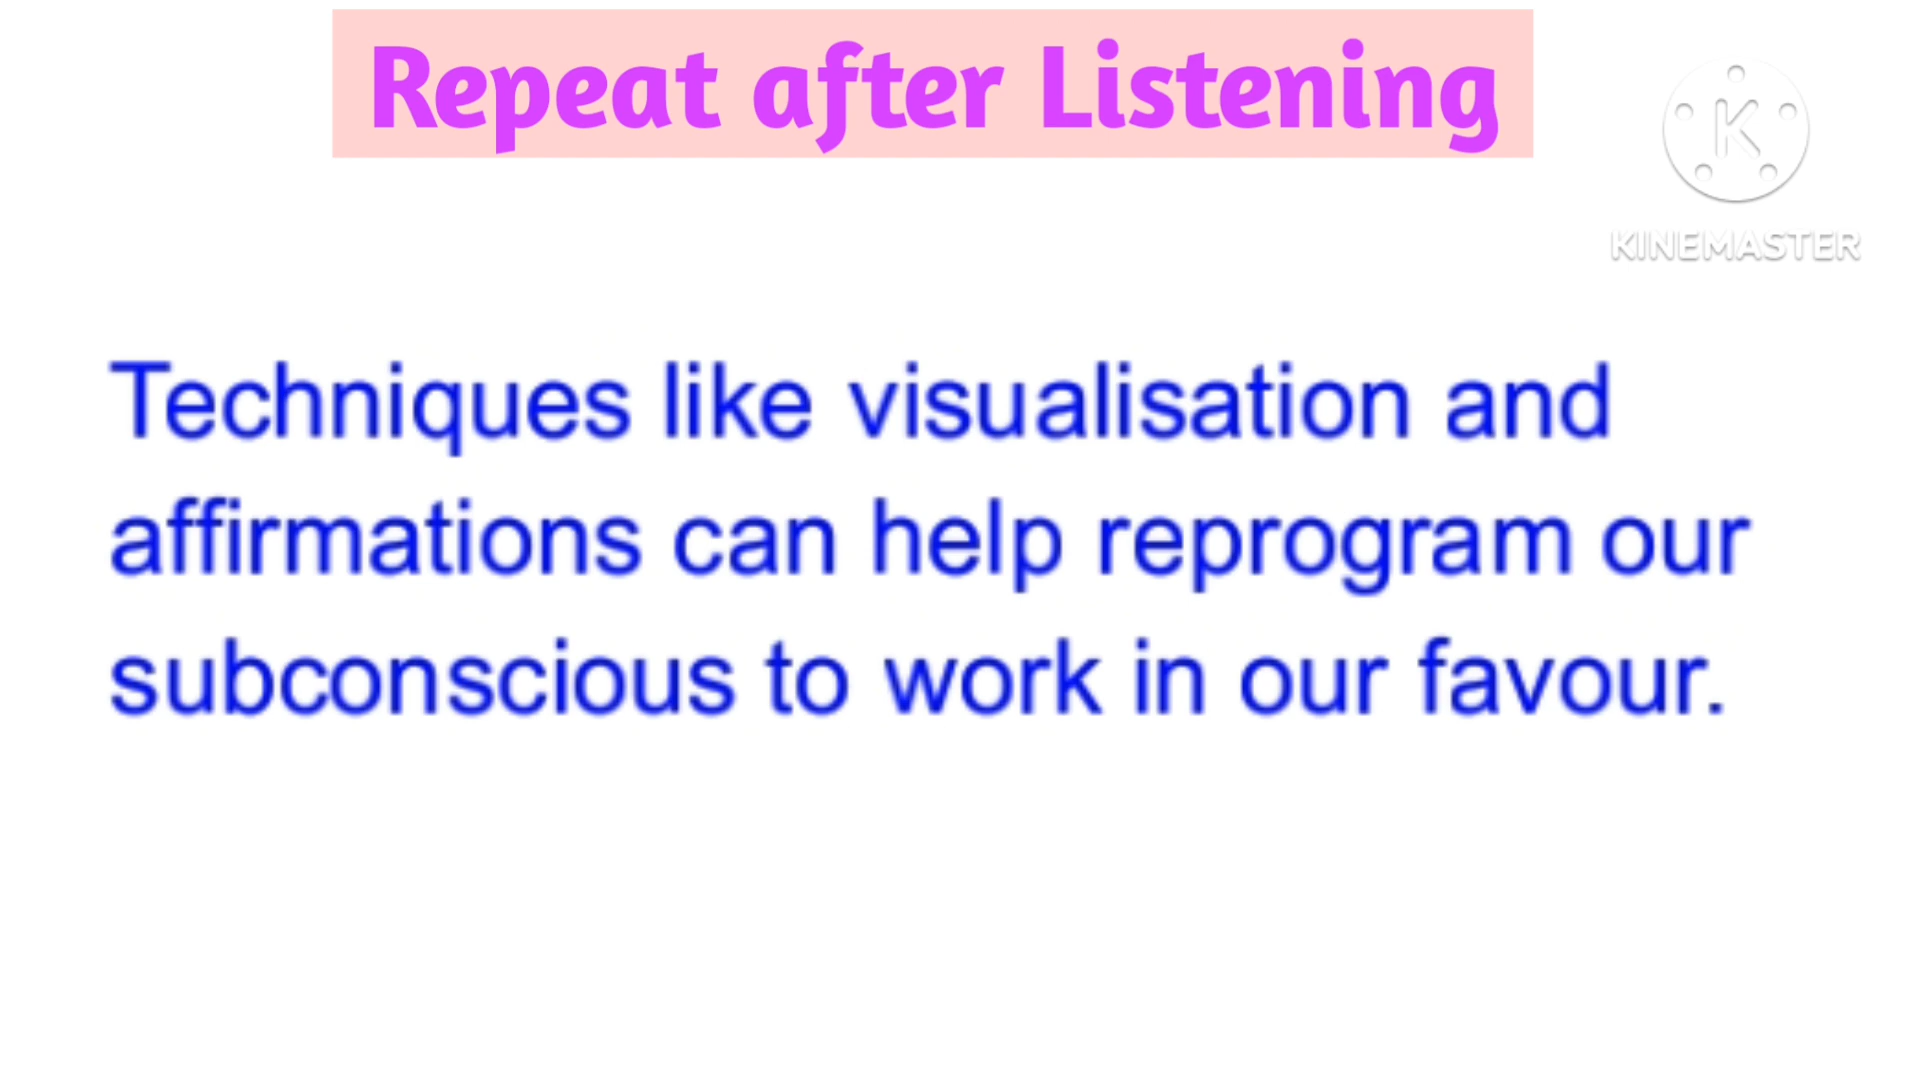 Repeat after Listening
K
KINEMASTER
Techniques like visualisation and
affirmations can help reprogram our
subconscious to work in our favour.